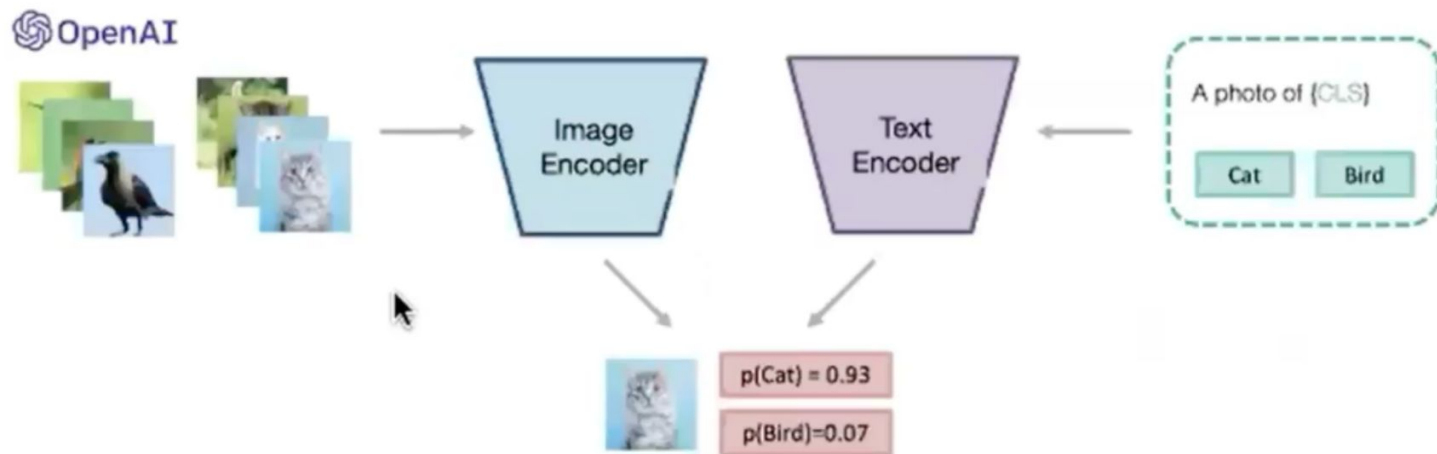 OpenAI
Image
Encoder
Text
Encoder
A photo of {CLS}
Cat
Bird
p(Cat) = 0.93
p(Bird)=0.07